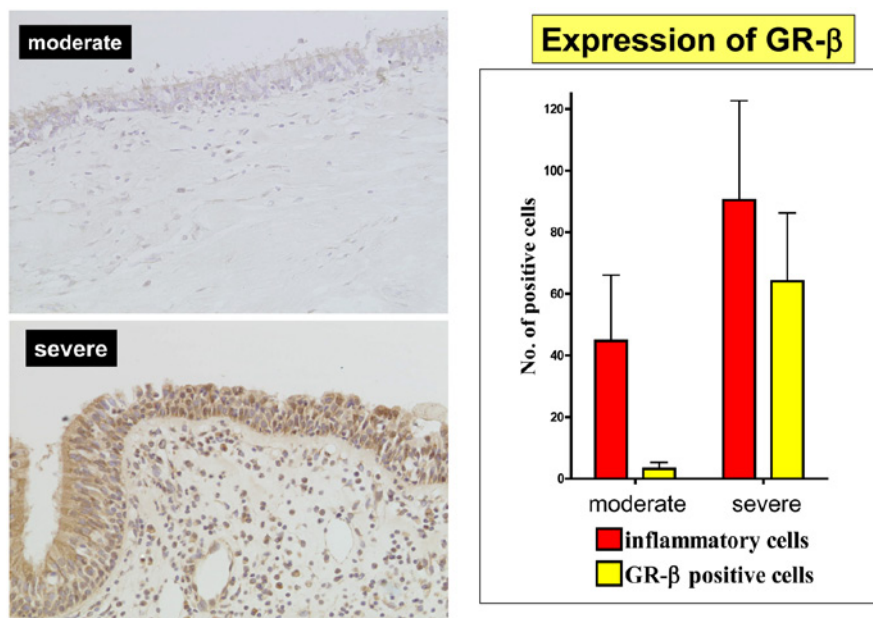 moderate
severe
Expression of GR-β
No. of positive cells
120
100
80
60
40
20
0
moderate severe
inflammatory cells
GR-β positive cells